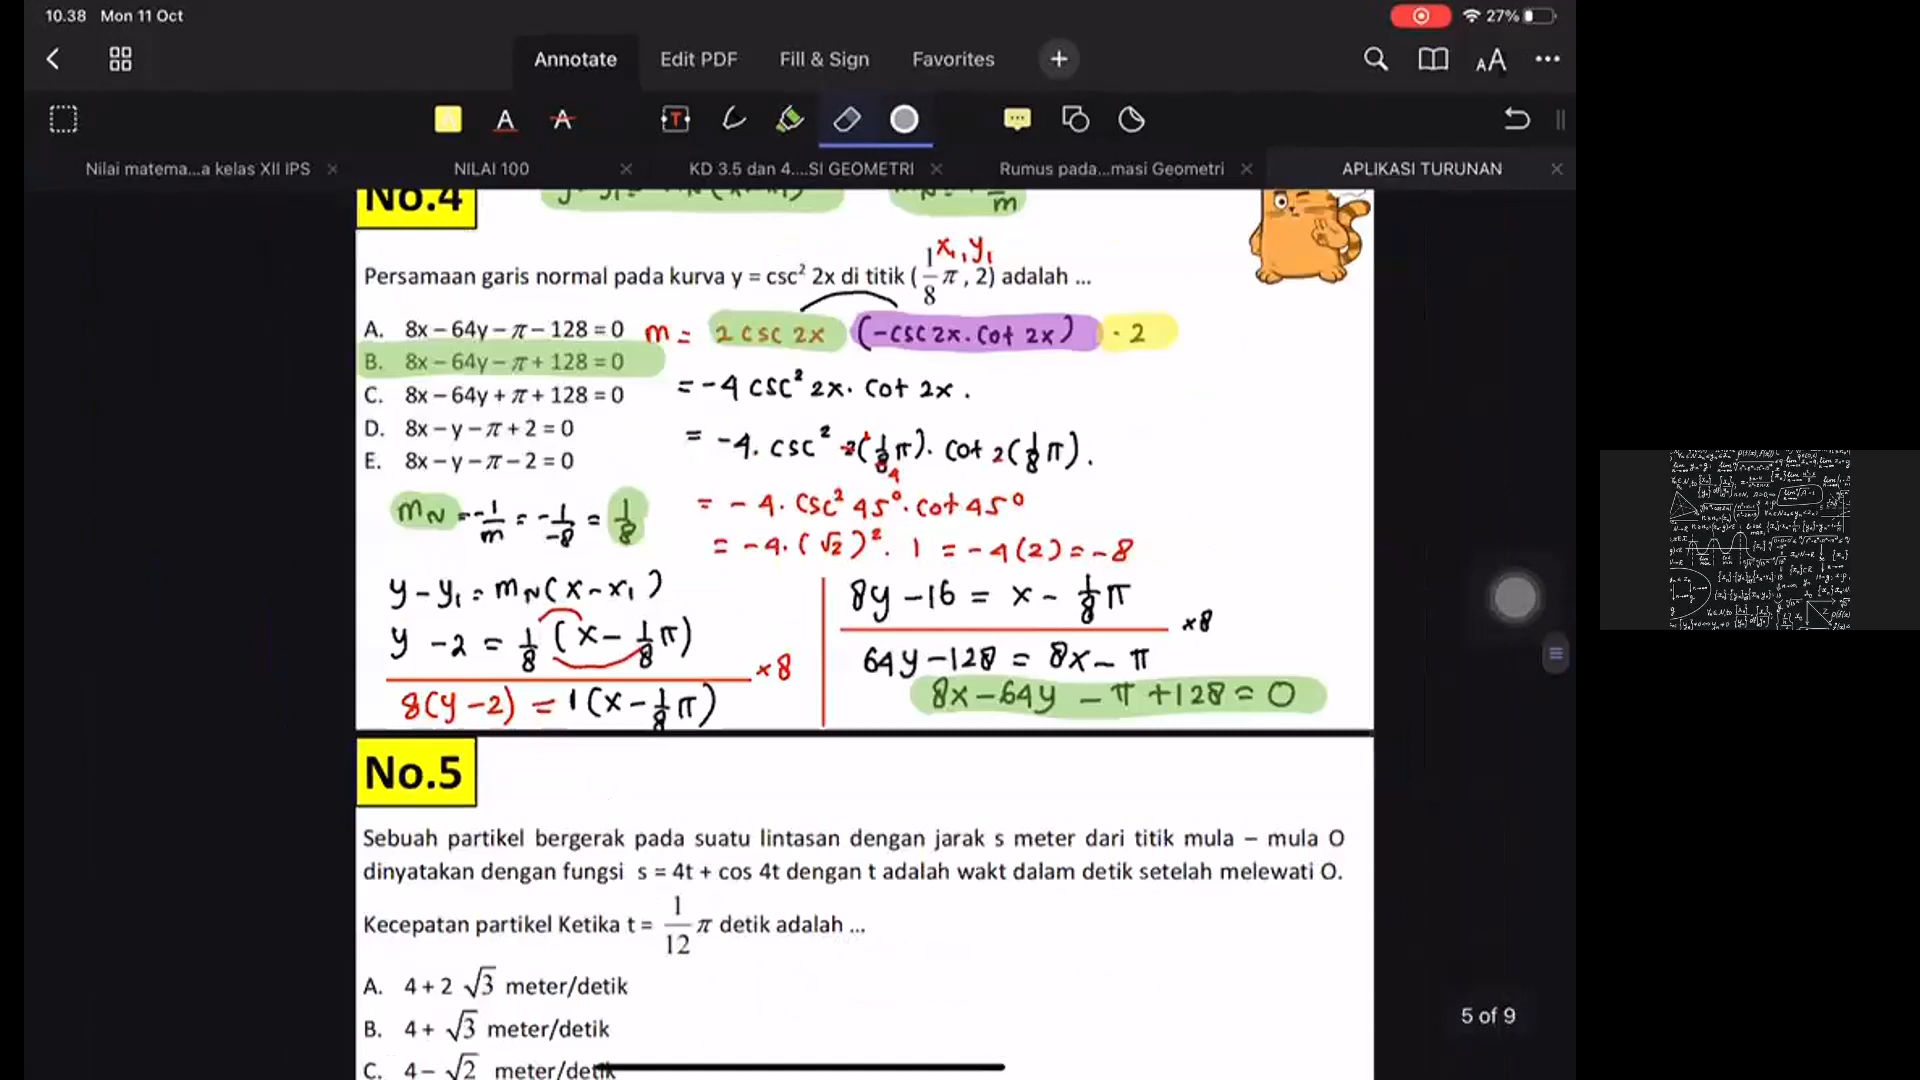 10.38 Mon 11 Oct
27%
Annotate Edit PDF Fill & Sign Favorites
AA
A A A T
Nilai matema...a kelas XII IPS NILAI 100 KD 3.5 dan 4....SI GEOMETRI Rumus pada...masi Geometri APLIKASI TURUNAN
No.4
m
x₁, y₁
Persamaan garis normal pada kurva y = csc² 2x di titik (1/8 π , 2) adalah ...
A. 8x – 64y – π – 128 = 0
m = 2 csc 2x (-csc 2x . cot 2x) . 2
B. 8x – 64y – π + 128 = 0
= -4 csc² 2x . cot 2x .
C. 8x – 64y + π + 128 = 0
D. 8x – y – π + 2 = 0
= -4. csc² 2(1/8 π). cot 2(1/8 π).
4
E. 8x – y – π – 2 = 0
= -4. csc² 45°. cot 45°
= -4. (√2)². 1 = -4(2) = -8
mN = -1/m = -1/-8 = 1/8
y - y₁ = mN (x - x₁)
y - 2 = 1/8 (x - 1/8 π)
×8
8(y - 2) = 1(x - 1/8 π)
8y - 16 = x - 1/8 π
×8
64y - 128 = 8x - π
8x - 64y - π + 128 = 0
No.5
Sebuah partikel bergerak pada suatu lintasan dengan jarak s meter dari titik mula – mula O
dinyatakan dengan fungsi s = 4t + cos 4t dengan t adalah wakt dalam detik setelah melewati O.
Kecepatan partikel Ketika t = 1/12 π detik adalah ...
A. 4 + 2 √3 meter/detik
B. 4 + √3 meter/detik
C. 4 – √2 meter/detik
5 of 9